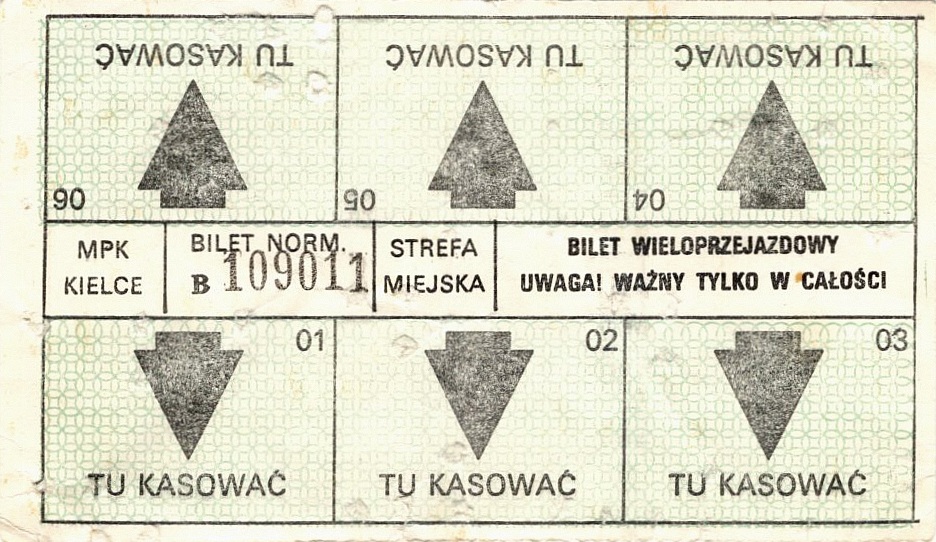 TU KASOWAĆ
TU KASOWAĆ
TU KASOWAĆ
06
05
04
MPK
KIELCE
BILET NORM.
B 109011
STREFA
MIEJSKA
BILET WIELOPRZEJAZDOWY
UWAGA! WAŻNY TYLKO W CAŁOŚCI
01
02
03
TU KASOWAĆ
TU KASOWAĆ
TU KASOWAĆ